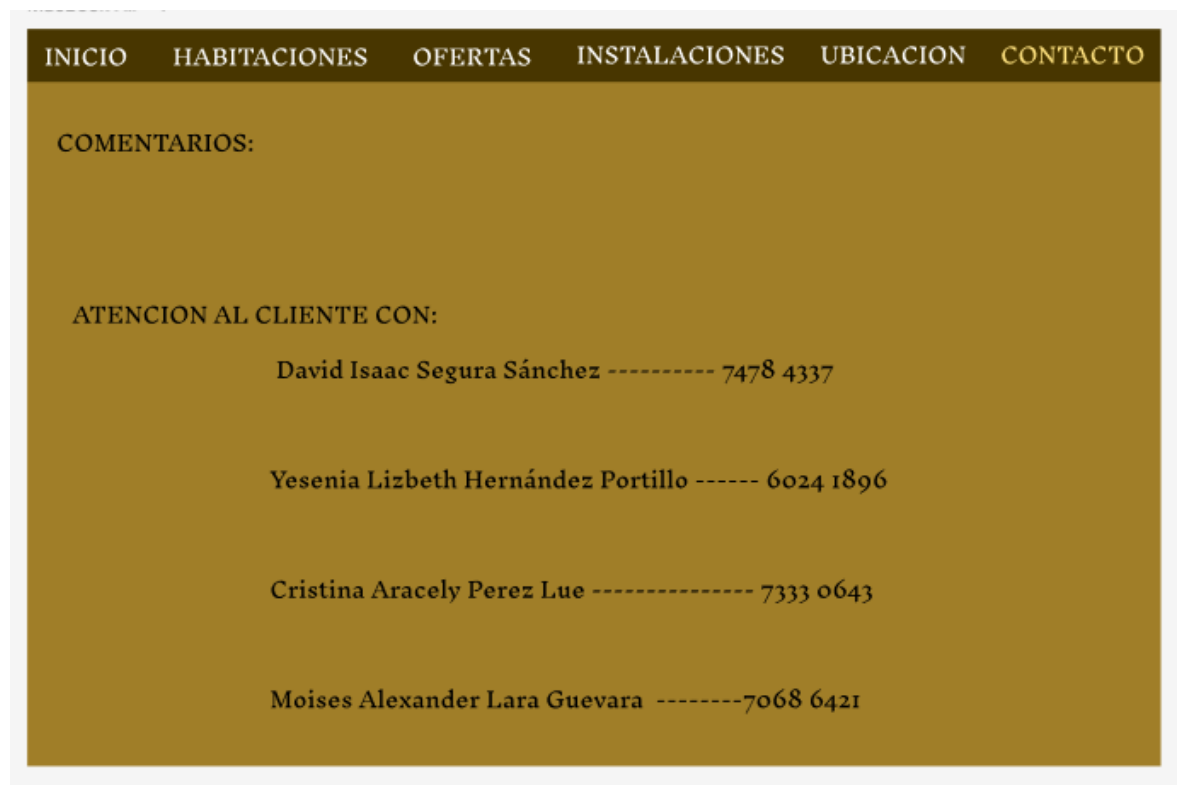 INICIO HABITACIONES OFERTAS INSTALACIONES UBICACION CONTACTO
COMENTARIOS:
ATENCION AL CLIENTE CON:
David Isaac Segura Sánchez ---------- 7478 4337
Yesenia Lizbeth Hernández Portillo ------ 6024 1896
Cristina Aracely Perez Lue --------------- 7333 0643
Moises Alexander Lara Guevara --------7068 6421